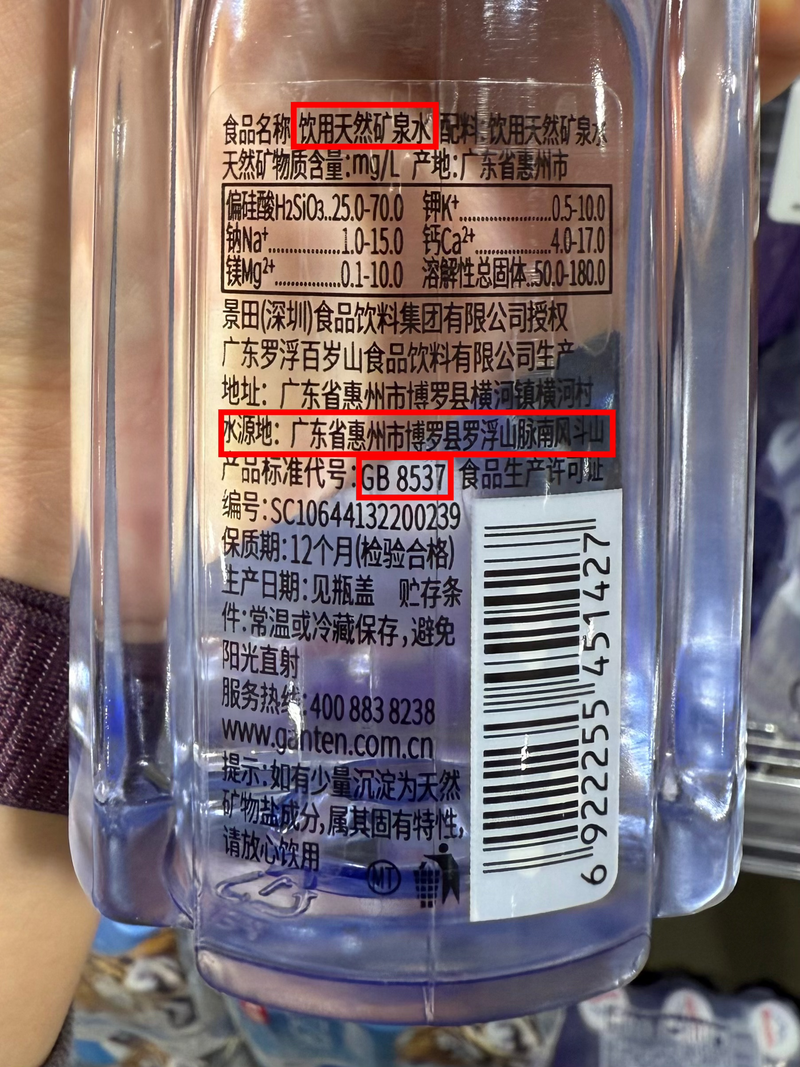 食品名称:饮用天然矿泉水 配料:饮用天然矿泉水
天然矿物质含量:mg/L 产地:广东省惠州市
偏硅酸H₂SiO₃..25.0-70.0 钾K⁺..................0.5-10.0
钠Na⁺..............1.0-15.0 钙Ca²⁺...............4.0-17.0
镁Mg²⁺.............0.1-10.0 溶解性总固体..50.0-180.0
景田(深圳)食品饮料集团有限公司授权
广东罗浮百岁山食品饮料有限公司生产
地址: 广东省惠州市博罗县横河镇横河村
水源地: 广东省惠州市博罗县罗浮山脉南风斗山
产品标准代号:GB 8537 食品生产许可证
编号:SC10644132200239
保质期:12个月(检验合格)
生产日期:见瓶盖 贮存条
件:常温或冷藏保存,避免
阳光直射
服务热线:400 883 8238
www.ganten.com.cn
提示:如有少量沉淀为天然
矿物盐成分,属其固有特性,
请放心饮用
MT
6 922255 451427